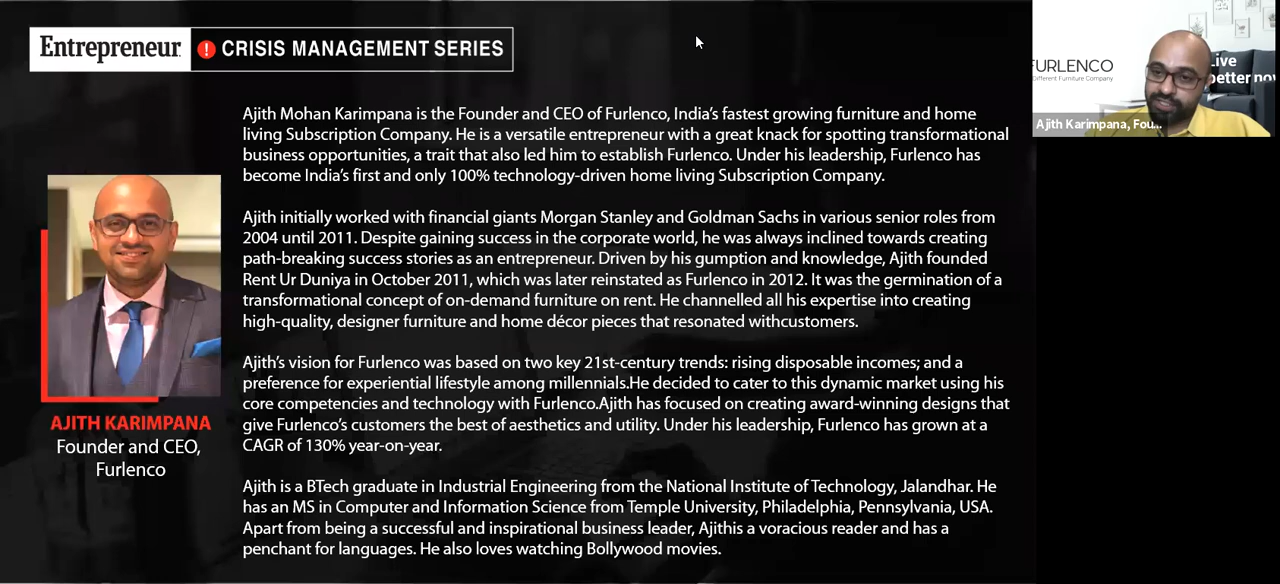 Entrepreneur
! CRISIS MANAGEMENT SERIES
Ajith Mohan Karimpana is the Founder and CEO of Furlenco, India's fastest growing furniture and home
living Subscription Company. He is a versatile entrepreneur with a great knack for spotting transformational
business opportunities, a trait that also led him to establish Furlenco. Under his leadership, Furlenco has
become India's first and only 100% technology-driven home living Subscription Company.
Ajith initially worked with financial giants Morgan Stanley and Goldman Sachs in various senior roles from
2004 until 2011. Despite gaining success in the corporate world, he was always inclined towards creating
path-breaking success stories as an entrepreneur. Driven by his gumption and knowledge, Ajith founded
Rent Ur Duniya in October 2011, which was later reinstated as Furlenco in 2012. It was the germination of a
transformational concept of on-demand furniture on rent. He channelled all his expertise into creating
high-quality, designer furniture and home décor pieces that resonated withcustomers.
Ajith's vision for Furlenco was based on two key 21st-century trends: rising disposable incomes; and a
preference for experiential lifestyle among millennials.He decided to cater to this dynamic market using his
core competencies and technology with Furlenco.Ajith has focused on creating award-winning designs that
give Furlenco's customers the best of aesthetics and utility. Under his leadership, Furlenco has grown at a
CAGR of 130% year-on-year.
Ajith is a BTech graduate in Industrial Engineering from the National Institute of Technology, Jalandhar. He
has an MS in Computer and Information Science from Temple University, Philadelphia, Pennsylvania, USA.
Apart from being a successful and inspirational business leader, Ajithis a voracious reader and has a
penchant for languages. He also loves watching Bollywood movies.
AJITH KARIMPANA
Founder and CEO,
Furlenco
URLENCO
Different Furniture Company
Live
better now
Ajith Karimpana, Fou...